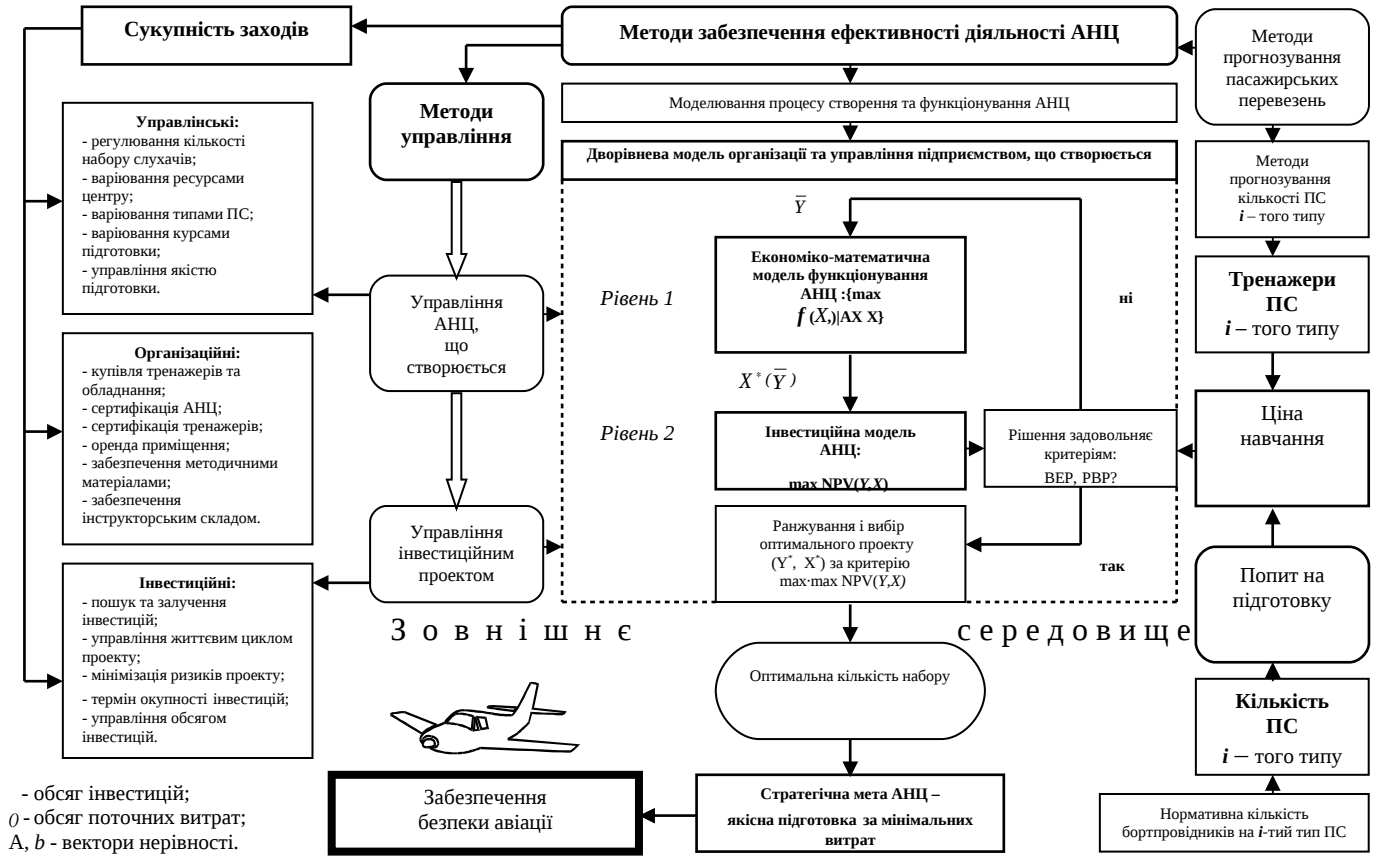 Сукупність заходів
Методи забезпечення ефективності діяльності АНЦ
Методи
прогнозування
пасажирських
перевезень
Моделювання процесу створення та функціонування АНЦ
Методи
управління
Управлінські:
- регулювання кількості
набору слухачів;
- варіювання ресурсами
центру;
- варіювання типами ПС;
- варіювання курсами
підготовки;
- управління якістю
підготовки.
Дворівнева модель організації та управління підприємством, що створюється
Методи
прогнозування
кількості ПС
i – того типу
Y̅
Економіко-математична
модель функціонування
АНЦ :{max
f (X,)|AX X}
Рівень 1
ні
Тренажери
ПС
i – того типу
Управління
АНЦ,
що
створюється
Організаційні:
- купівля тренажерів та
обладнання;
- сертифікація АНЦ;
- сертифікація тренажерів;
- оренда приміщення;
- забезпечення методичними
матеріалами;
- забезпечення
інструкторським складом.
X * (Y̅ )
Рівень 2
Інвестиційна модель
АНЦ:
max NPV(Y,X)
Рішення задовольняє
критеріям:
BEP, PBP?
Ціна
навчання
Управління
інвестиційним
проектом
Ранжування і вибір
оптимального проекту
(Y*, X*) за критерію
max·max NPV(Y,X)
так
Попит на
підготовку
Інвестиційні:
- пошук та залучення
інвестицій;
- управління життєвим циклом
проекту;
- мінімізація ризиків проекту;
- термін окупності інвестицій;
- управління обсягом
інвестицій.
З о в н і ш н є середовище
Оптимальна кількість набору
Кількість
ПС
i – того типу
- обсяг інвестицій;
() - обсяг поточних витрат;
А, b - вектори нерівності.
Забезпечення
безпеки авіації
Стратегічна мета АНЦ –
якісна підготовка за мінімальних
витрат
Нормативна кількість
бортпровідників на i-тий тип ПС